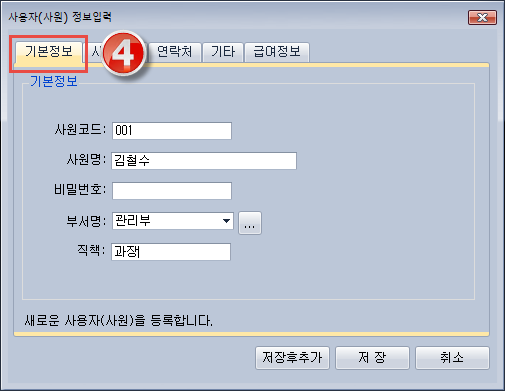 사용자(사원) 정보입력
기본정보 4 연락처 기타 급여정보
기본정보
사원코드: 001
사원명: 김철수
비밀번호:
부서명: 관리부 ...
직책: 과장
새로운 사용자(사원)을 등록합니다.
저장후추가 저 장 취소